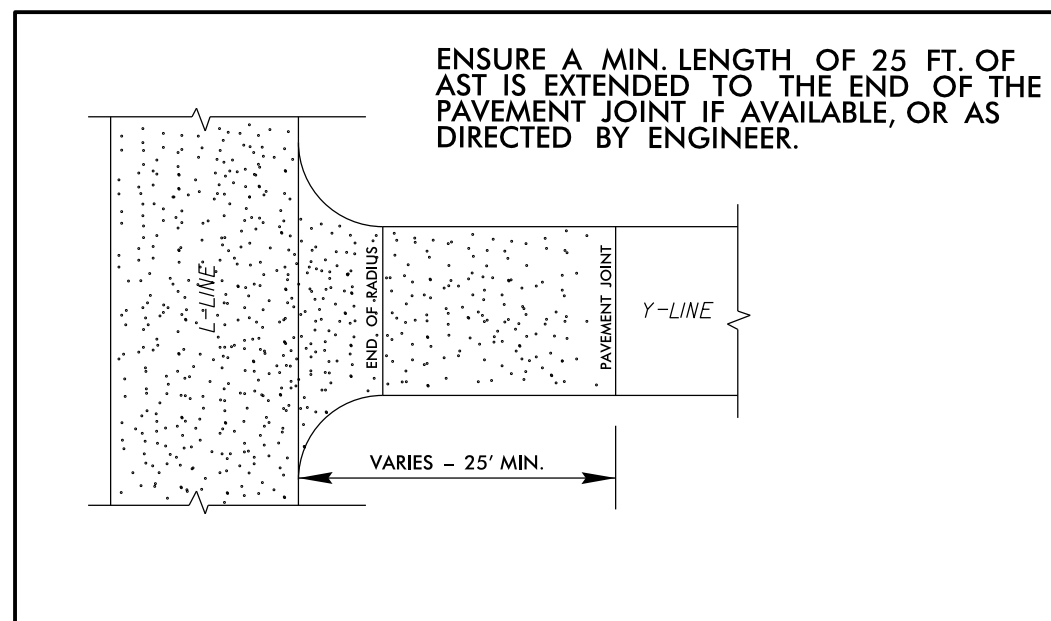 ENSURE A MIN. LENGTH OF 25 FT. OF
AST IS EXTENDED TO THE END OF THE
PAVEMENT JOINT IF AVAILABLE, OR AS
DIRECTED BY ENGINEER.
L-LINE
END. OF RADIUS
PAVEMENT JOINT
Y-LINE
VARIES – 25' MIN.